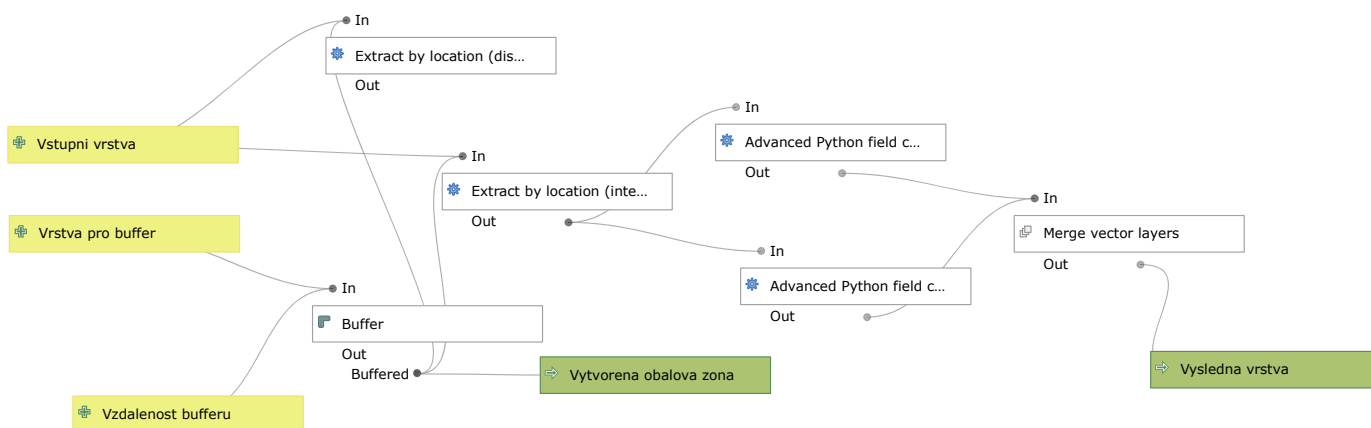 In
Extract by location (dis…
Out
Vstupni vrstva
In
Extract by location (inte…
Out
In
Advanced Python field c…
Out
Vrstva pro buffer
In
Advanced Python field c…
Out
In
Merge vector layers
Out
In
Buffer
Out
Buffered
Vytvorena obalova zona
Vysledna vrstva
Vzdalenost bufferu